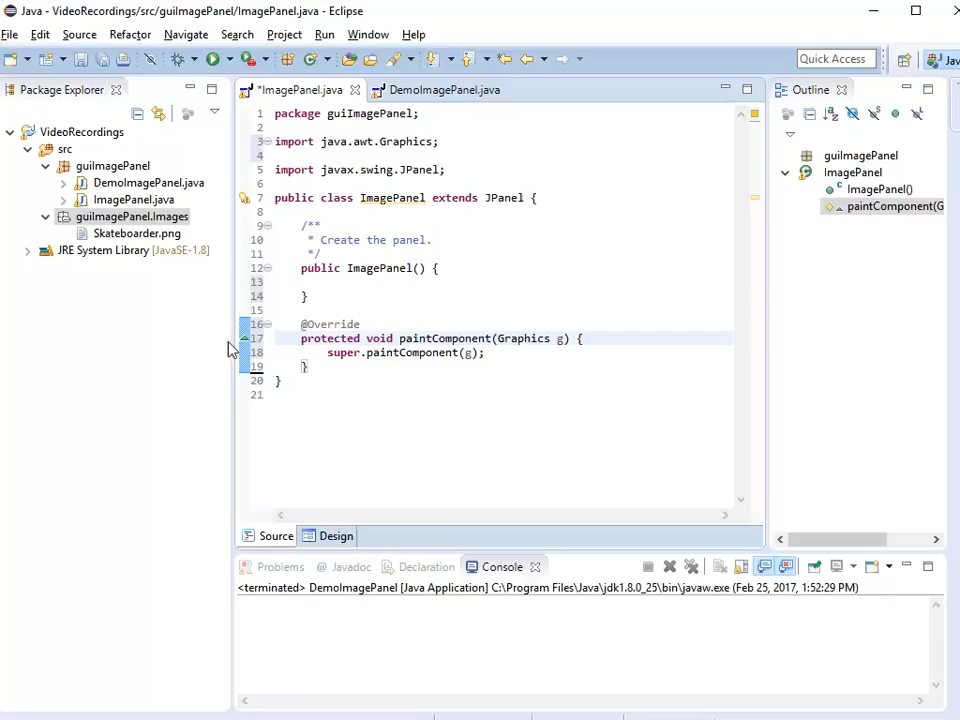 Java - VideoRecordings/src/guiImagePanel/ImagePanel.java - Eclipse
File Edit Source Refactor Navigate Search Project Run Window Help
Quick Access
Jav
Package Explorer
*ImagePanel.java
DemoImagePanel.java
Outline
VideoRecordings
src
guiImagePanel
DemoImagePanel.java
ImagePanel.java
guiImagePanel.Images
Skateboarder.png
JRE System Library [JavaSE-1.8]
1 package guiImagePanel;
2
3 import java.awt.Graphics;
4
5 import javax.swing.JPanel;
6
7 public class ImagePanel extends JPanel {
8
9 /**
10 * Create the panel.
11 */
12 public ImagePanel() {
13
14 }
15
16 @Override
17 protected void paintComponent(Graphics g) {
18 super.paintComponent(g);
19 }
20 }
21
guiImagePanel
ImagePanel
ImagePanel()
paintComponent(G
Source Design
Problems Javadoc Declaration Console
<terminated> DemoImagePanel [Java Application] C:\Program Files\Java\jdk1.8.0_25\bin\javaw.exe (Feb 25, 2017, 1:52:29 PM)